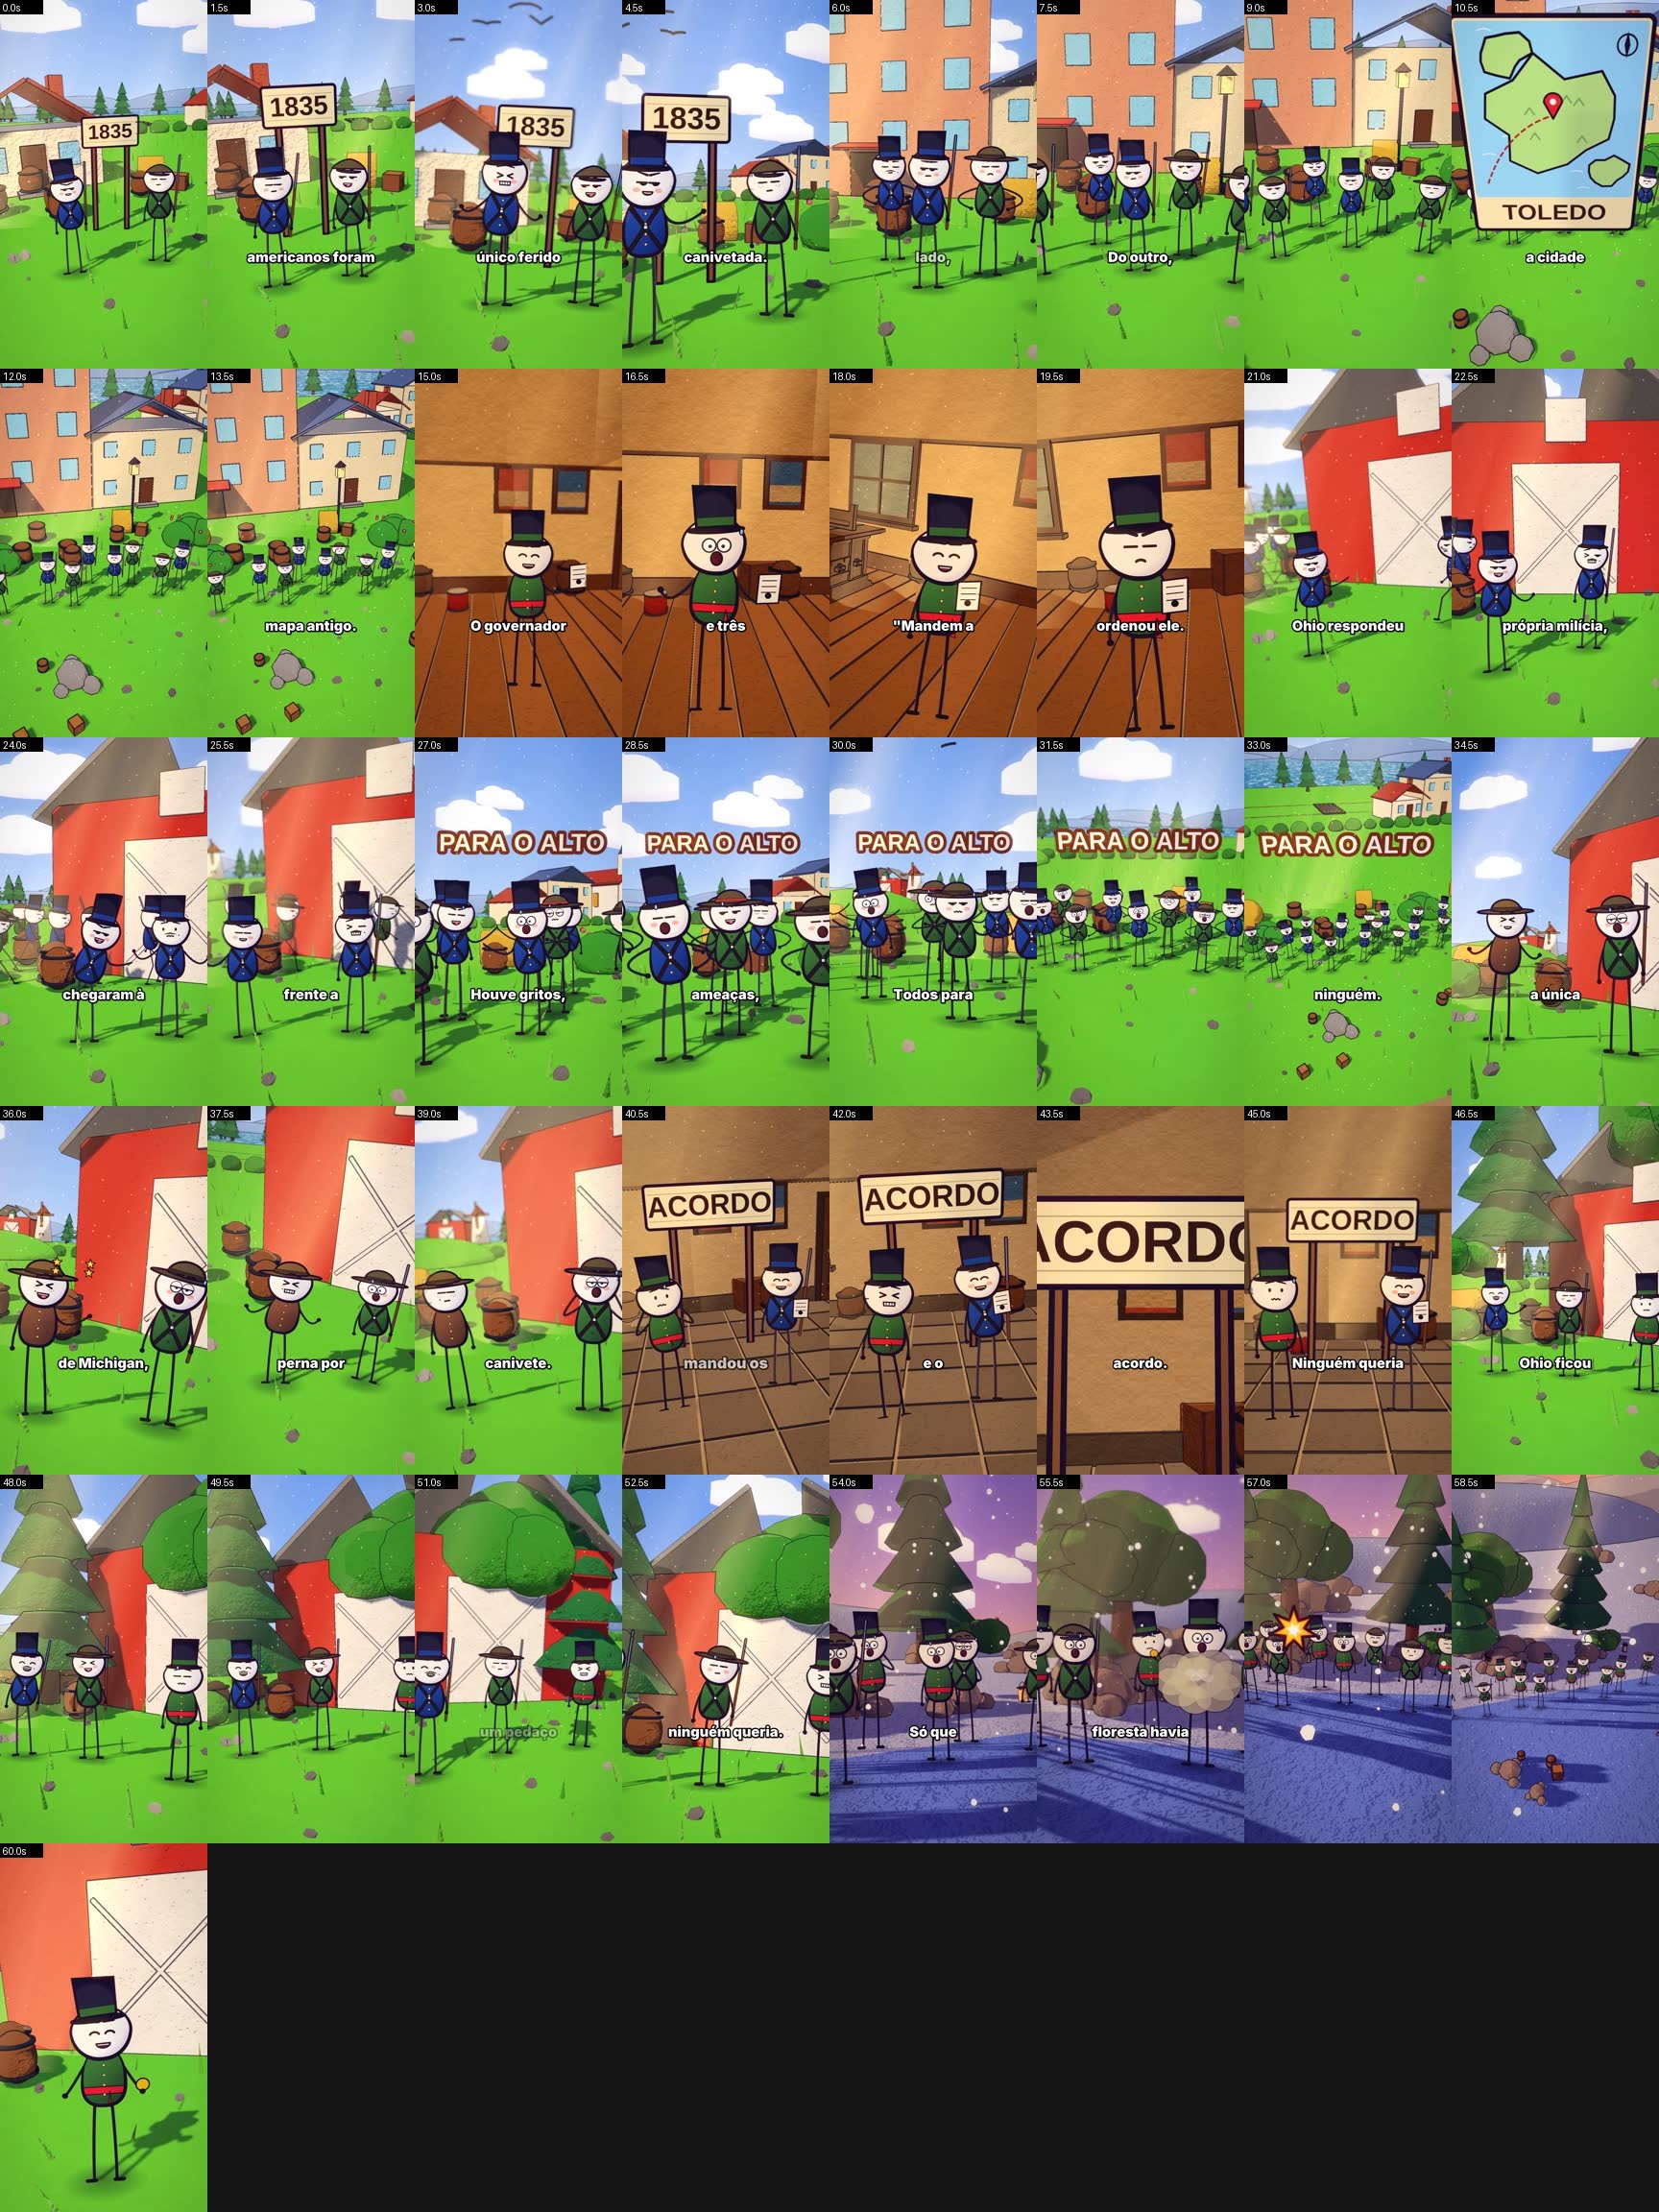 0.0s
1835
1.5s
1835
americanos foram
3.0s
1835
único ferido
4.5s
1835
canivetada.
6.0s
lado,
7.5s
Do outro,
9.0s
10.5s
TOLEDO
a cidade
12.0s
13.5s
mapa antigo.
15.0s
O governador
16.5s
e três
18.0s
"Mandem a
19.5s
ordenou ele.
21.0s
Ohio respondeu
22.5s
própria milícia,
24.0s
chegaram à
25.5s
frente a
27.0s
PARA O ALTO
Houve gritos,
28.5s
PARA O ALTO
ameaças,
30.0s
PARA O ALTO
Todos para
31.5s
PARA O ALTO
33.0s
PARA O ALTO
ninguém.
34.5s
a única
36.0s
de Michigan,
37.5s
perna por
39.0s
canivete.
40.5s
ACORDO
mandou os
42.0s
ACORDO
e o
43.5s
ACORDO
acordo.
45.0s
ACORDO
Ninguém queria
46.5s
Ohio ficou
48.0s
49.5s
51.0s
um pedaço
52.5s
ninguém queria.
54.0s
Só que
55.5s
floresta havia
57.0s
58.5s
60.0s